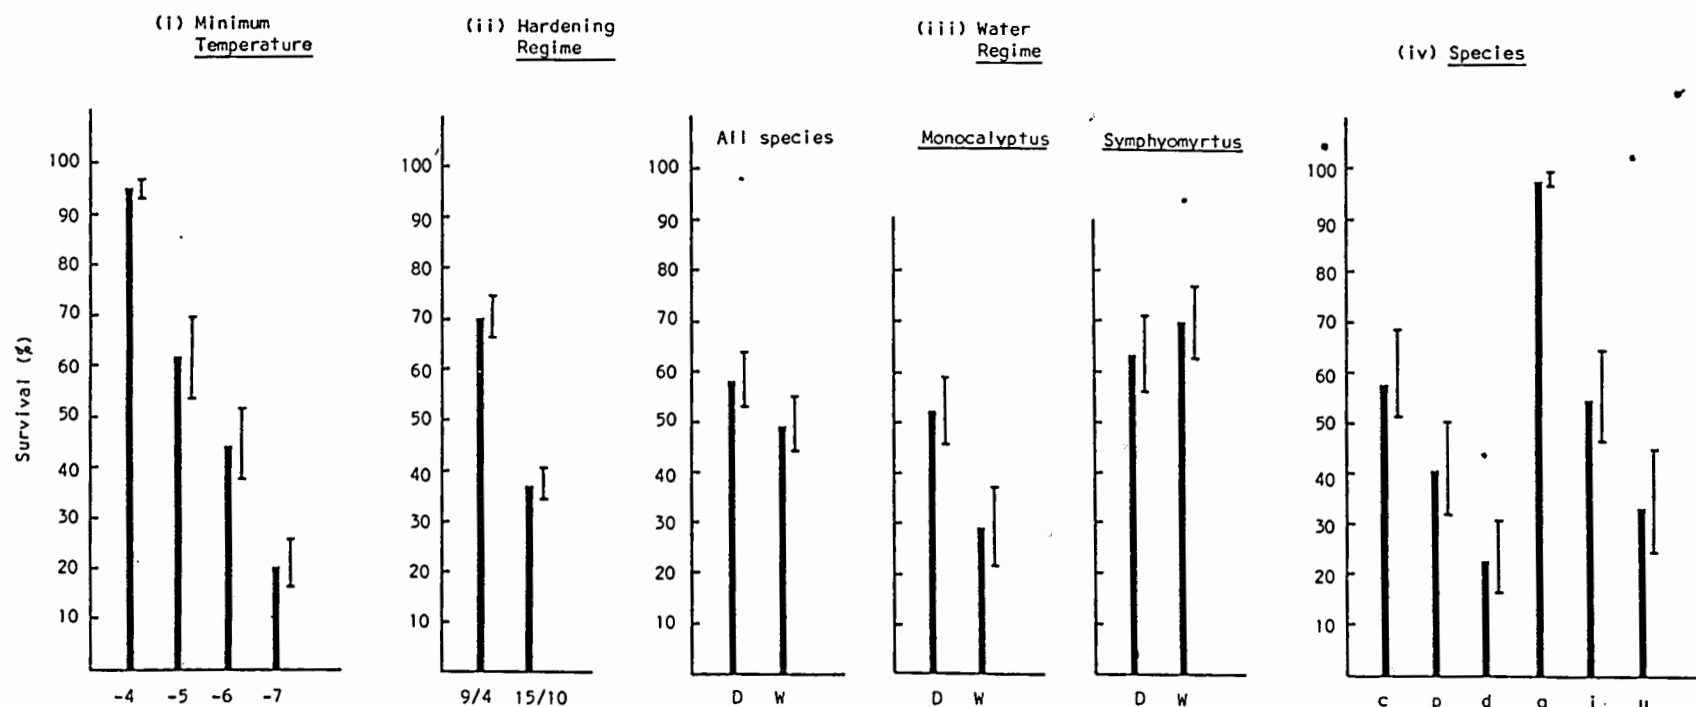 (i) Minimum
Temperature
(ii) Hardening
Regime
(iii) Water
Regime
(iv) Species
Survival (%)
100
90
80
70
60
50
40
30
20
10
-4 -5 -6 -7
100
90
80
70
60
50
40
30
20
10
9/4 15/10
All species
100
90
80
70
60
50
40
30
20
10
D W
Monocalyptus
D W
Symphyomyrtus
D W
100
90
80
70
60
50
40
30
20
10
c p d g i u